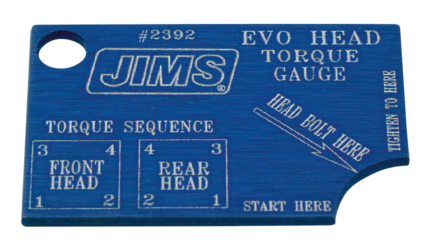 #2392
JIMS®
EVO HEAD
TORQUE
GAUGE
TORQUE SEQUENCE
3 4
FRONT
HEAD
1 2
4 3
REAR
HEAD
2 1
HEAD BOLT HERE
START HERE
TIGHTEN TO HERE